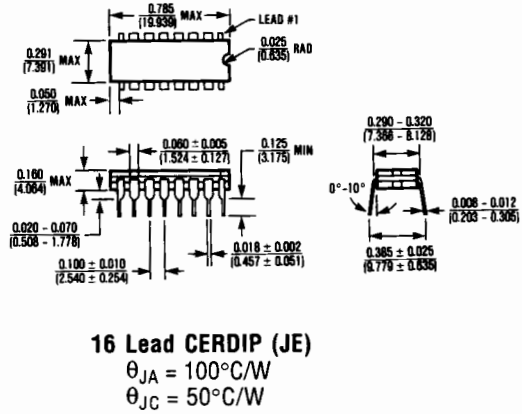 0.785
(19.939) MAX
LEAD #1
0.025
(0.635) RAD
0.291
(7.391) MAX
0.050
(1.270) MAX
0.060 ± 0.005
(1.524 ± 0.127)
0.125
(3.175) MIN
0.290 - 0.320
(7.366 - 8.128)
0.160
(4.064) MAX
0°-10°
0.008 - 0.012
(0.203 - 0.305)
0.020 - 0.070
(0.508 - 1.778)
0.018 ± 0.002
(0.457 ± 0.051)
0.385 ± 0.025
(9.779 ± 0.635)
0.100 ± 0.010
(2.540 ± 0.254)
16 Lead CERDIP (JE)
θJA = 100°C/W
θJC = 50°C/W